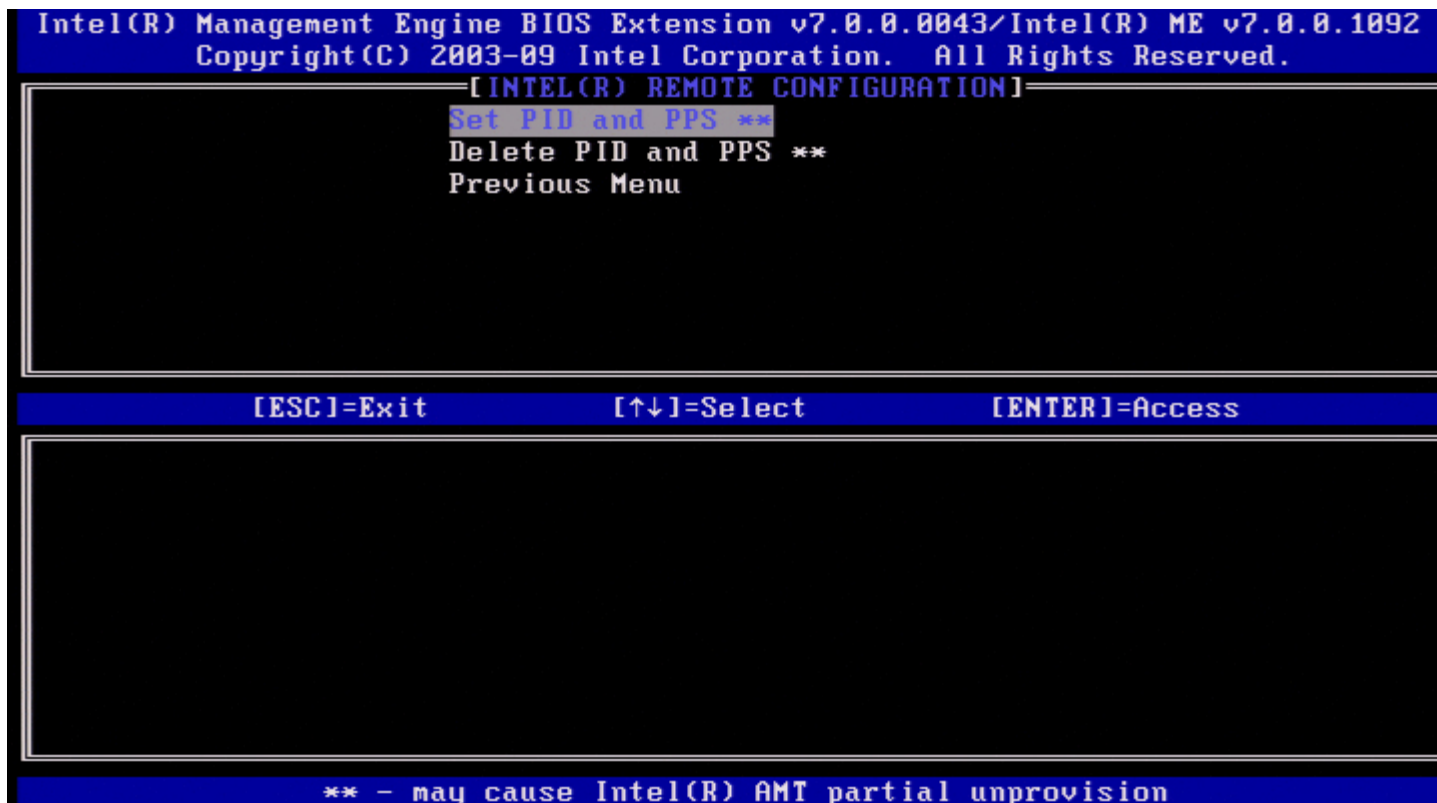 Intel(R) Management Engine BIOS Extension v7.0.0.0043/Intel(R) ME v7.0.0.1092
Copyright(C) 2003-09 Intel Corporation. All Rights Reserved.
[INTEL(R) REMOTE CONFIGURATION]
Set PID and PPS **
Delete PID and PPS **
Previous Menu
[ESC]=Exit [↑↓]=Select [ENTER]=Access
** - may cause Intel(R) AMT partial unprovision